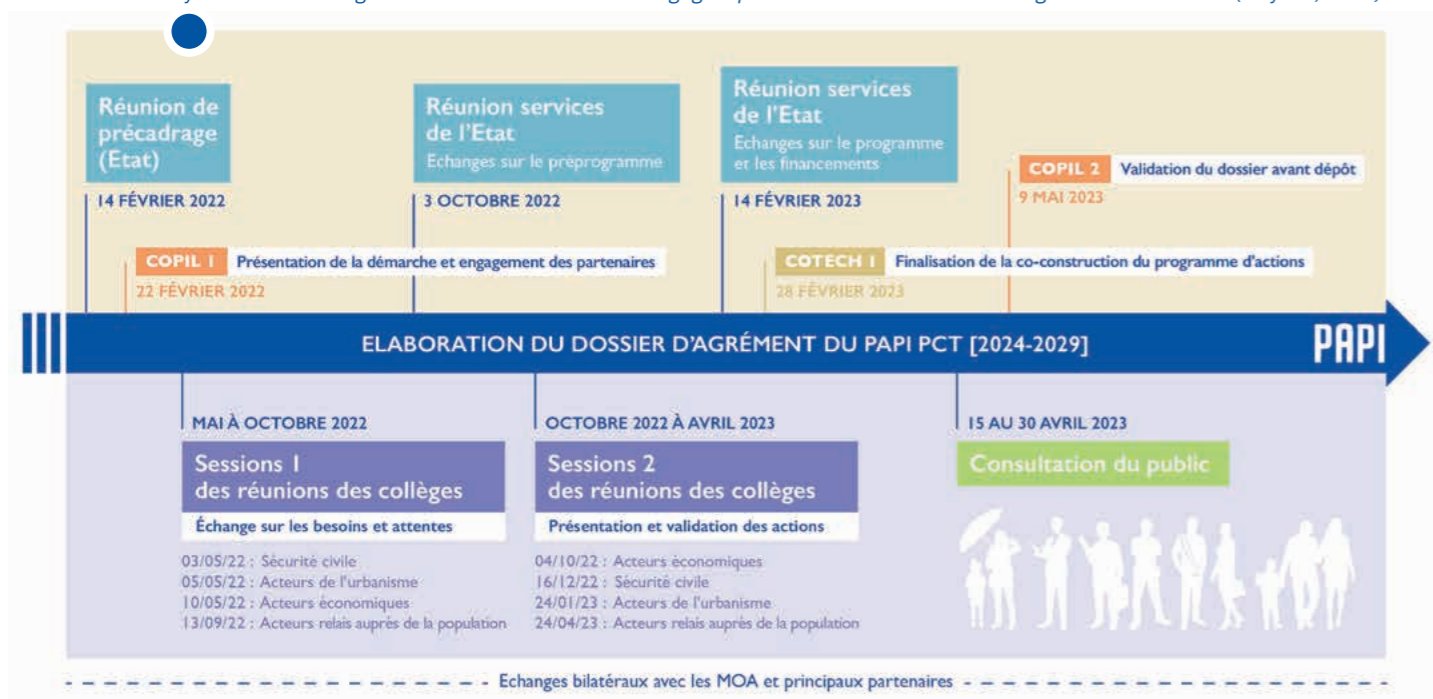 Réunion de
précadrage
(Etat)
14 FÉVRIER 2022
Réunion services
de l'Etat
Echanges sur le préprogramme
3 OCTOBRE 2022
Réunion services
de l'Etat
Echanges sur le programme
et les financements
14 FÉVRIER 2023
COPIL 2 Validation du dossier avant dépôt
9 MAI 2023
COPIL 1 Présentation de la démarche et engagement des partenaires
22 FÉVRIER 2022
COTECH 1 Finalisation de la co-construction du programme d'actions
28 FÉVRIER 2023
ELABORATION DU DOSSIER D'AGRÉMENT DU PAPI PCT [2024-2029]
PAPI
MAI À OCTOBRE 2022
Sessions 1
des réunions des collèges
Échange sur les besoins et attentes
03/05/22 : Sécurité civile
05/05/22 : Acteurs de l'urbanisme
10/05/22 : Acteurs économiques
13/09/22 : Acteurs relais auprès de la population
OCTOBRE 2022 À AVRIL 2023
Sessions 2
des réunions des collèges
Présentation et validation des actions
04/10/22 : Acteurs économiques
16/12/22 : Sécurité civile
24/01/23 : Acteurs de l'urbanisme
24/04/23 : Acteurs relais auprès de la population
15 AU 30 AVRIL 2023
Consultation du public
Echanges bilatéraux avec les MOA et principaux partenaires